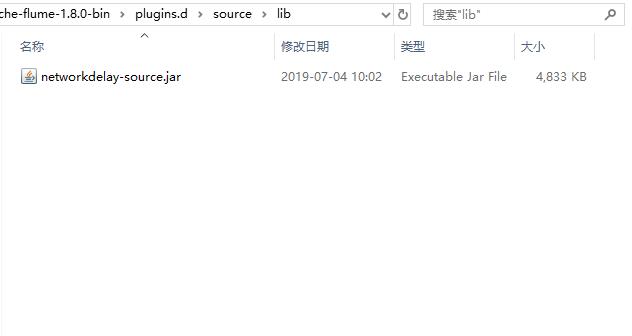 che-flume-1.8.0-bin > plugins.d > source > lib 搜索"lib"
名称 修改日期 类型 大小
networkdelay-source.jar 2019-07-04 10:02 Executable Jar File 4,833 KB